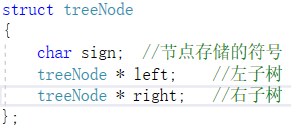 struct treeNode
{
    char sign;  //节点存储的符号
    treeNode * left;    //左子树
    treeNode * right;   //右子树
};